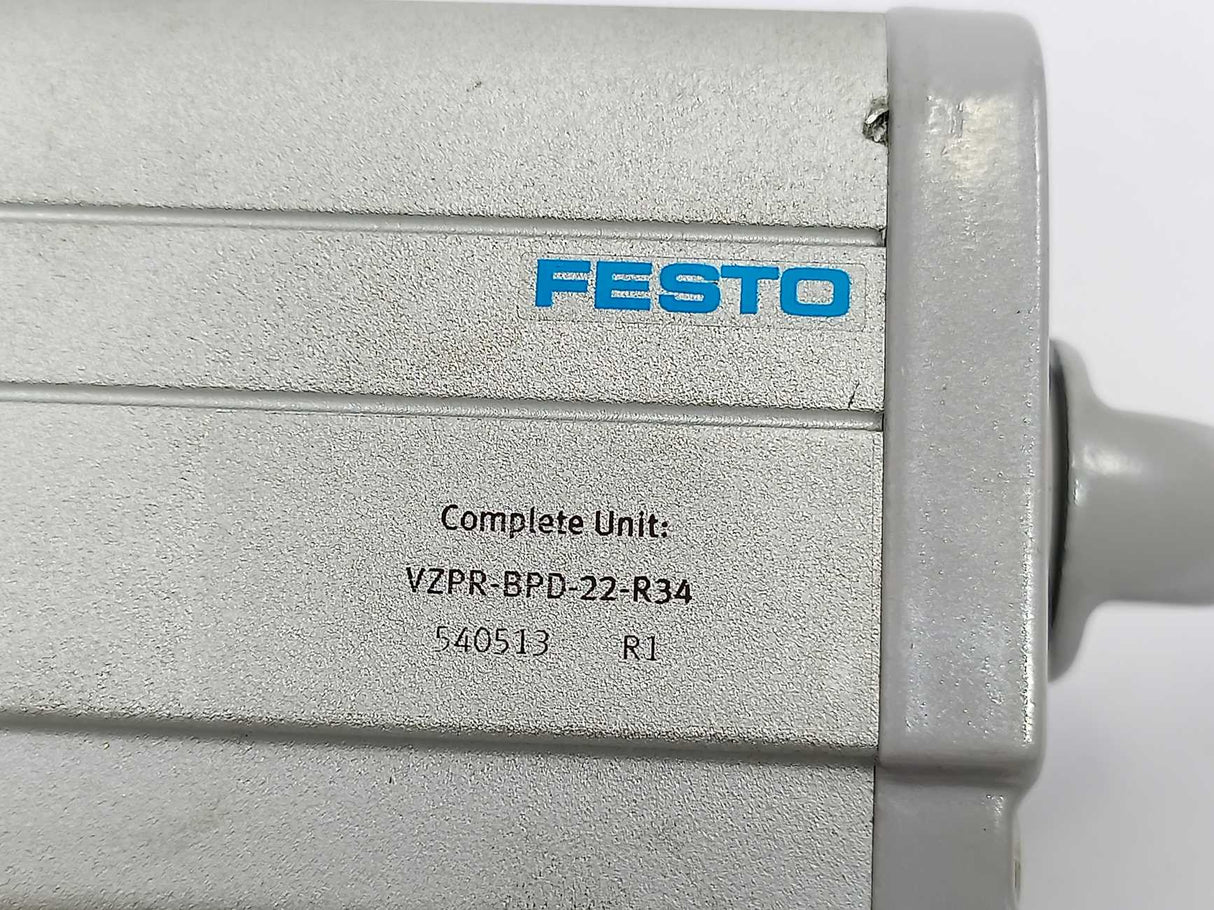 FESTO
Complete Unit:
VZPR-BPD-22-R34
540513 R1